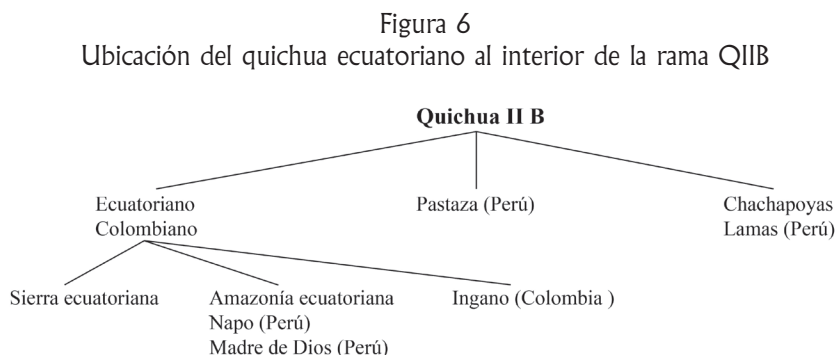 Figura 6
Ubicación del quichua ecuatoriano al interior de la rama QIIB
Quichua II B
Ecuatoriano
Colombiano
Pastaza (Perú)
Chachapoyas
Lamas (Perú)
Sierra ecuatoriana
Amazonía ecuatoriana
Napo (Perú)
Madre de Dios (Perú)
Ingano (Colombia )